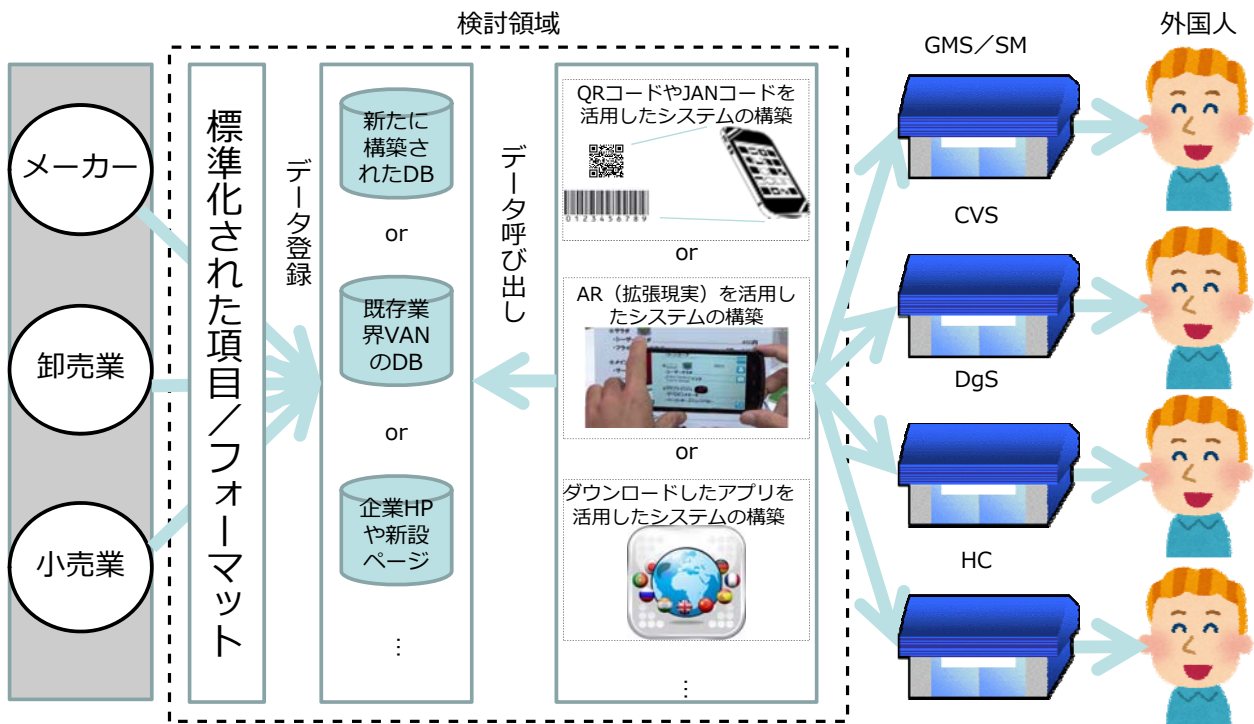 検討領域
外国人
メーカー
卸売業
小売業
標準化された項目/フォーマット
データ登録
新たに
構築さ
れたDB
or
既存業
界VAN
のDB
or
企業HP
や新設
ページ
…
データ呼び出し
QRコードやJANコードを
活用したシステムの構築
0123456789
or
AR(拡張現実)を活用し
たシステムの構築
or
ダウンロードしたアプリを
活用したシステムの構築
…
GMS/SM
CVS
DgS
HC